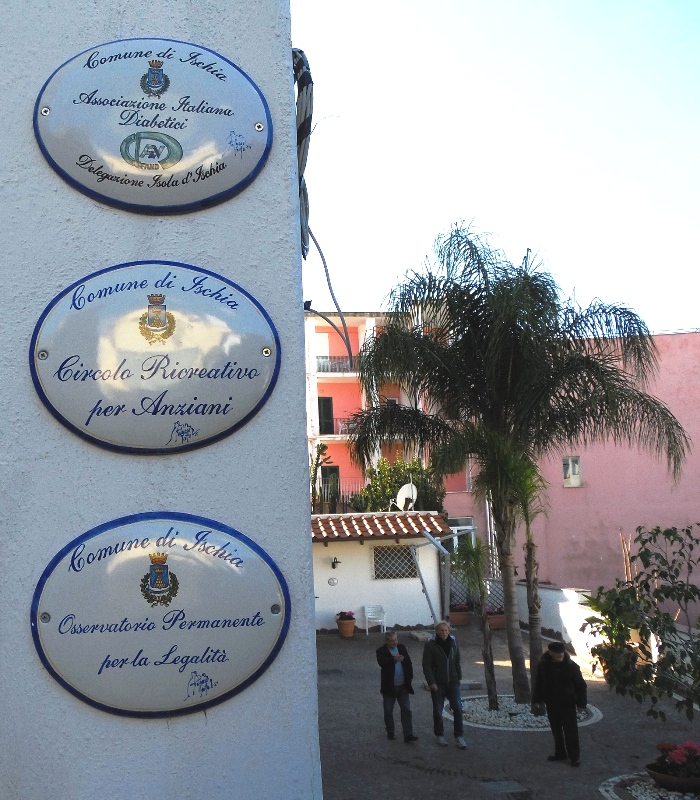 Comune di Ischia
Associazione Italiana
Diabetici
Delegazione Isola d'Ischia
Comune di Ischia
Circolo Ricreativo
per Anziani
Comune di Ischia
Osservatorio Permanente
per la Legalità